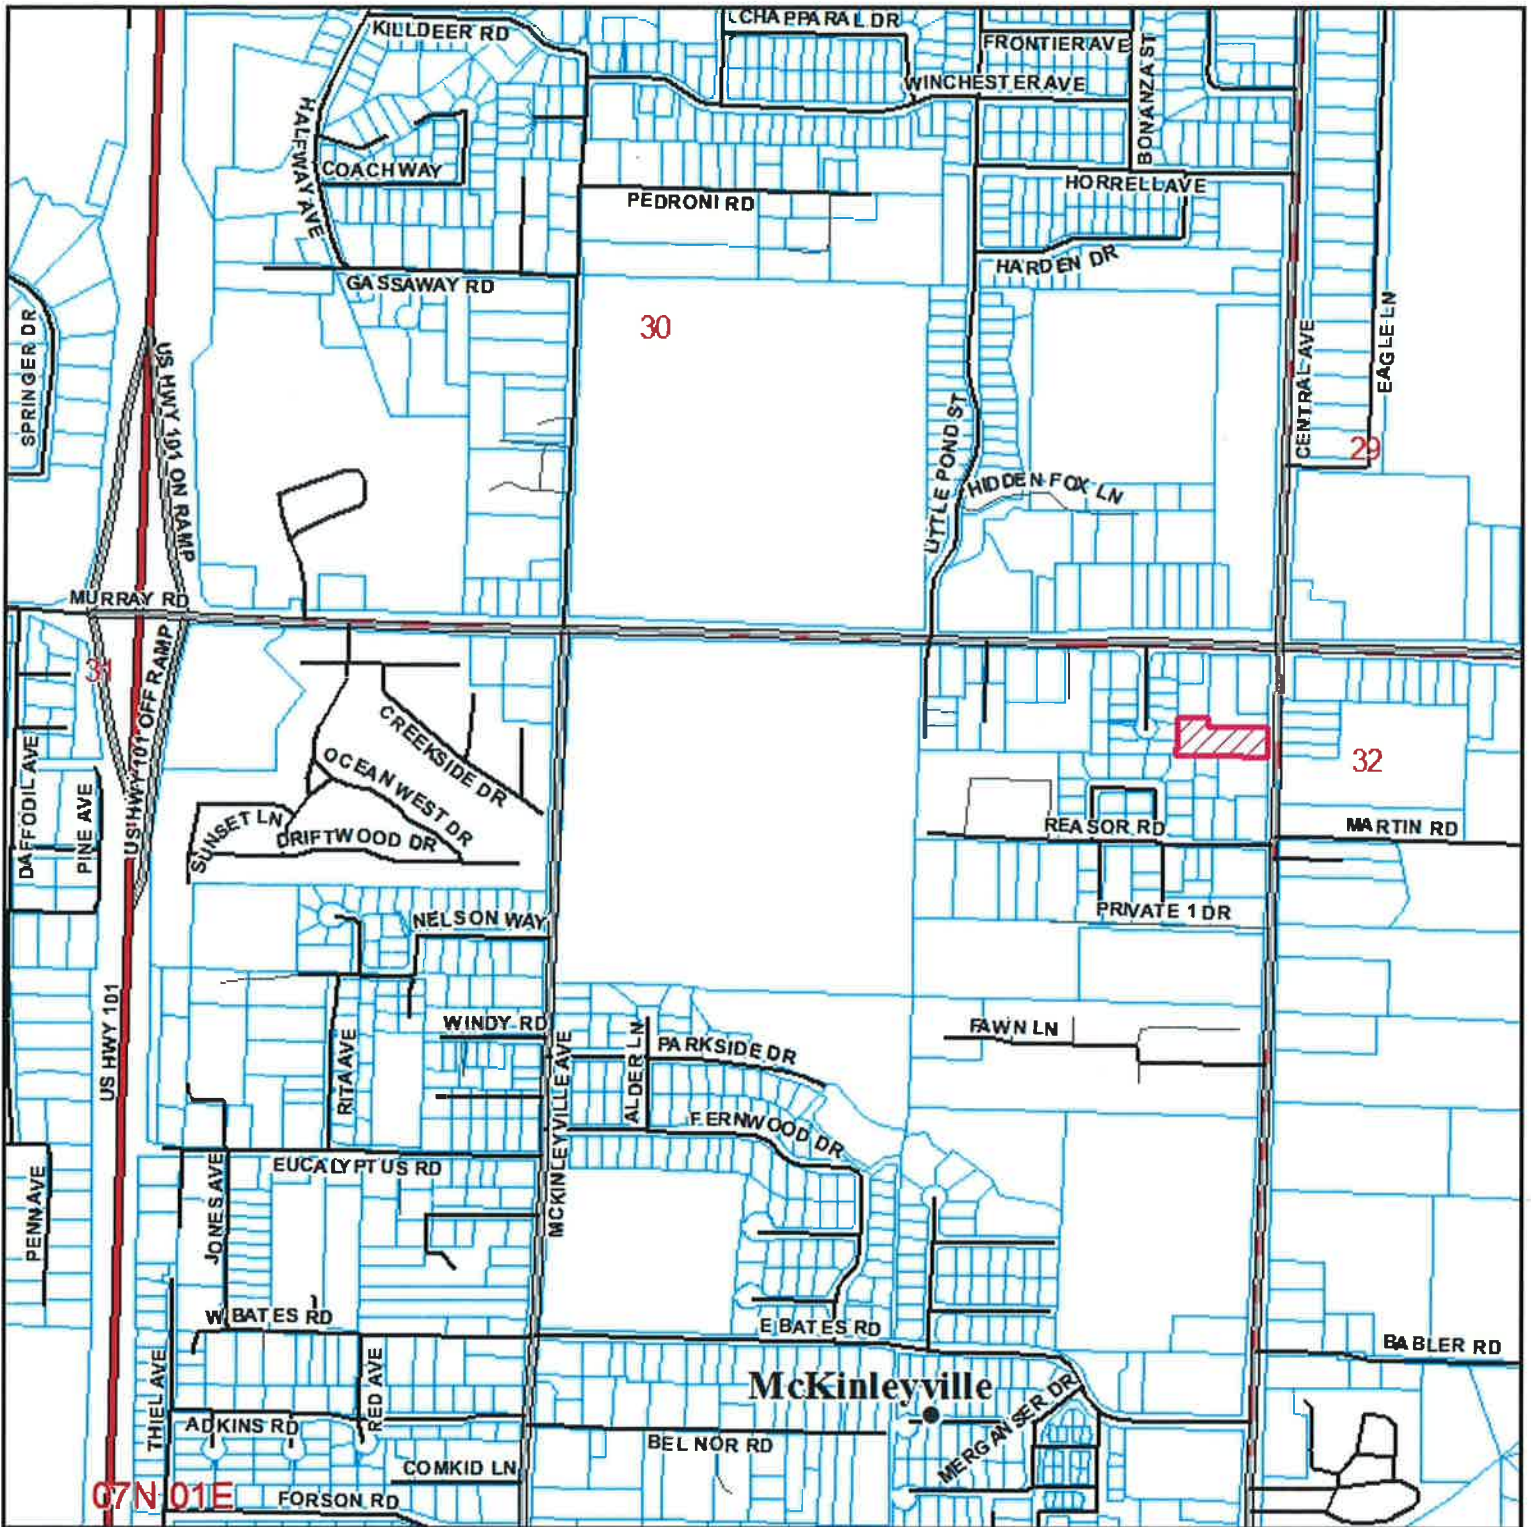 CHAPPARAL DR
KILLDEER RD
FRONTIER AVE
WINCHESTER AVE
BONANZA ST
HALFWAY AVE
COACH WAY
HORRELL AVE
PEDRONI RD
HARDEN DR
GASSAWAY RD
30
SPRINGER DR
US HWY 101 ON RAMP
CENTRAL AVE
EAGLE LN
29
LITTLE POND ST
HIDDEN FOX LN
MURRAY RD
31
US HWY 101 OFF RAMP
CREEKSIDE DR
OCEAN WEST DR
32
DAFFODIL AVE
PINE AVE
SUNSET LN
DRIFTWOOD DR
REASOR RD
MARTIN RD
NELSON WAY
PRIVATE 1 DR
US HWY 101
WINDY RD
FAWN LN
RITA AVE
MCKINLEYVILLE AVE
ALDER LN
PARKSIDE DR
FERNWOOD DR
EUCALYPTUS RD
PENN AVE
JONES AVE
W BATES RD
E BATES RD
BABLER RD
THIEL AVE
RED AVE
McKinleyville
ADKINS RD
BELNOR RD
MERGANSER DR
COMKID LN
07N 01E
FORSON RD